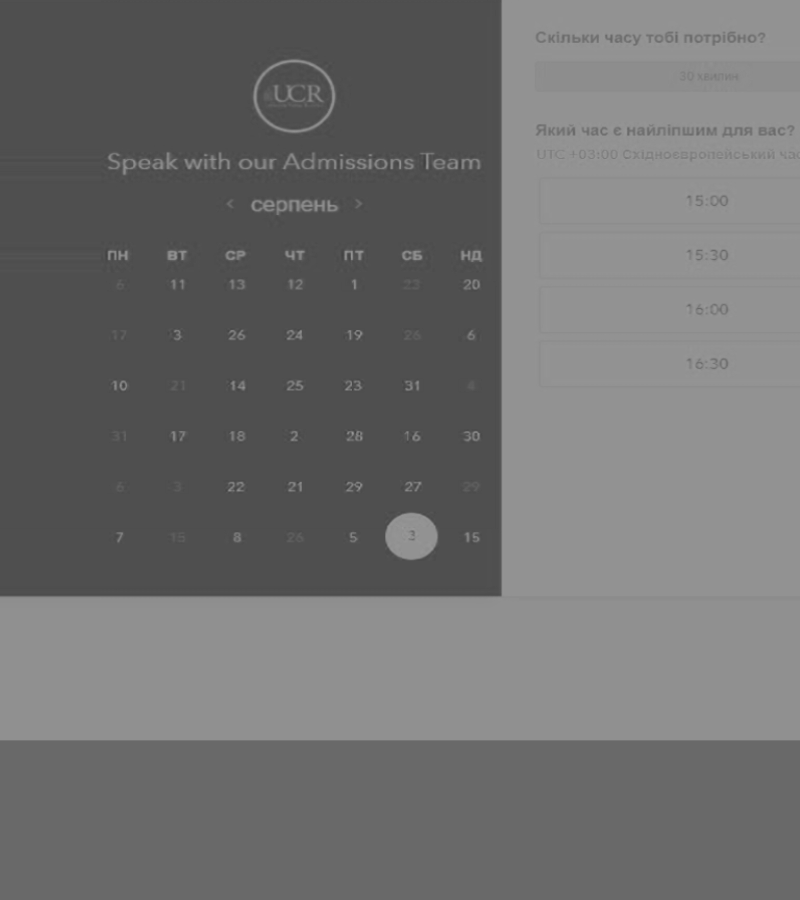 UCR
Speak with our Admissions Team
‹ серпень ›
ПН ВТ СР ЧТ ПТ СБ НД
6 11 13 12 1 23 20
17 3 26 24 19 26 6
10 21 14 25 23 31 4
31 17 18 2 28 16 30
6 3 22 21 29 27 29
7 15 8 26 5 3 15
Скільки часу тобі потрібно?
30 хвилин
Який час є найліпшим для вас?
UTC +03:00 Східноєвропейський час
15:00
15:30
16:00
16:30